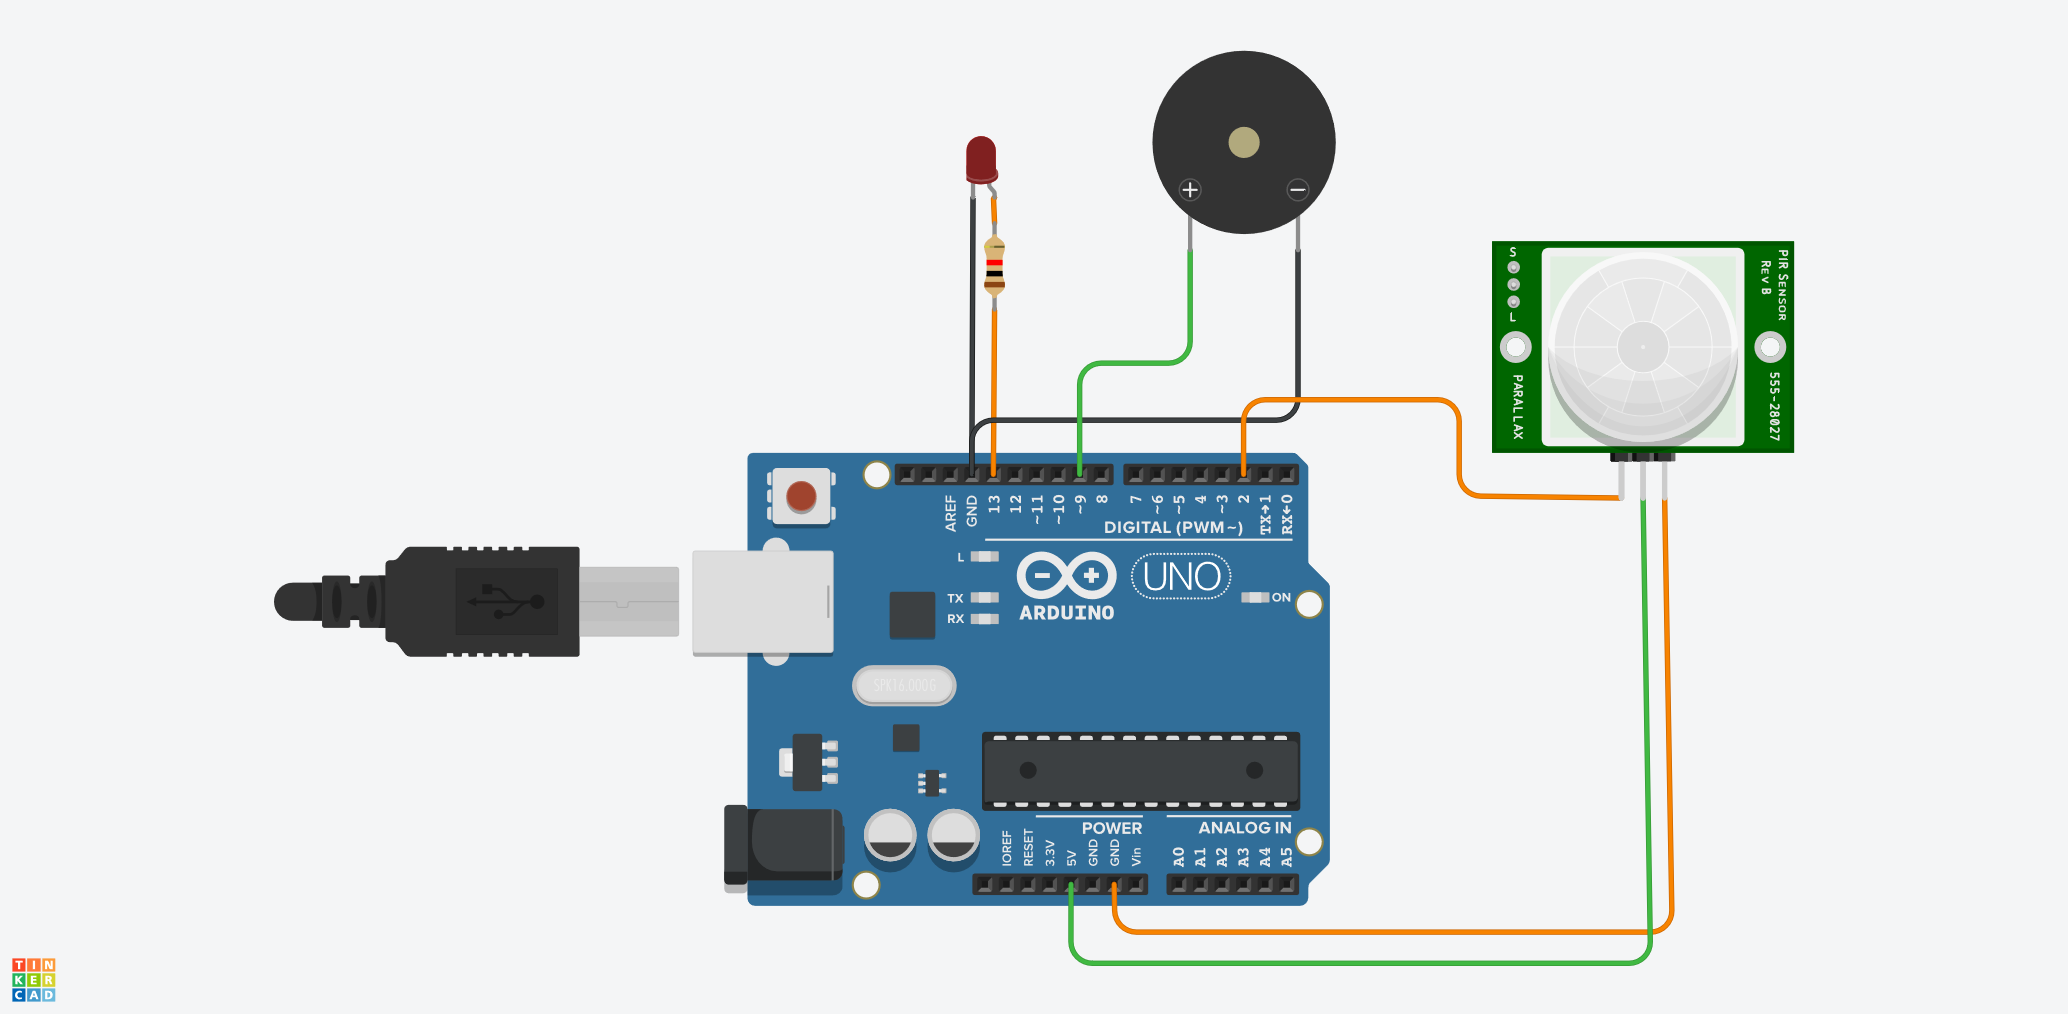 S
L
PARALLAX
PIR SENSOR
REV B
555-28027
AREF
GND
13
12
~11
~10
~9
8
7
~6
~5
4
~3
2
TX→1
RX←0
DIGITAL (PWM~)
L
TX
RX
ARDUINO
UNO
ON
SPK16.000G
POWER
ANALOG IN
IOREF
RESET
3.3V
5V
GND
GND
Vin
A0
A1
A2
A3
A4
A5
TIN
KER
CAD